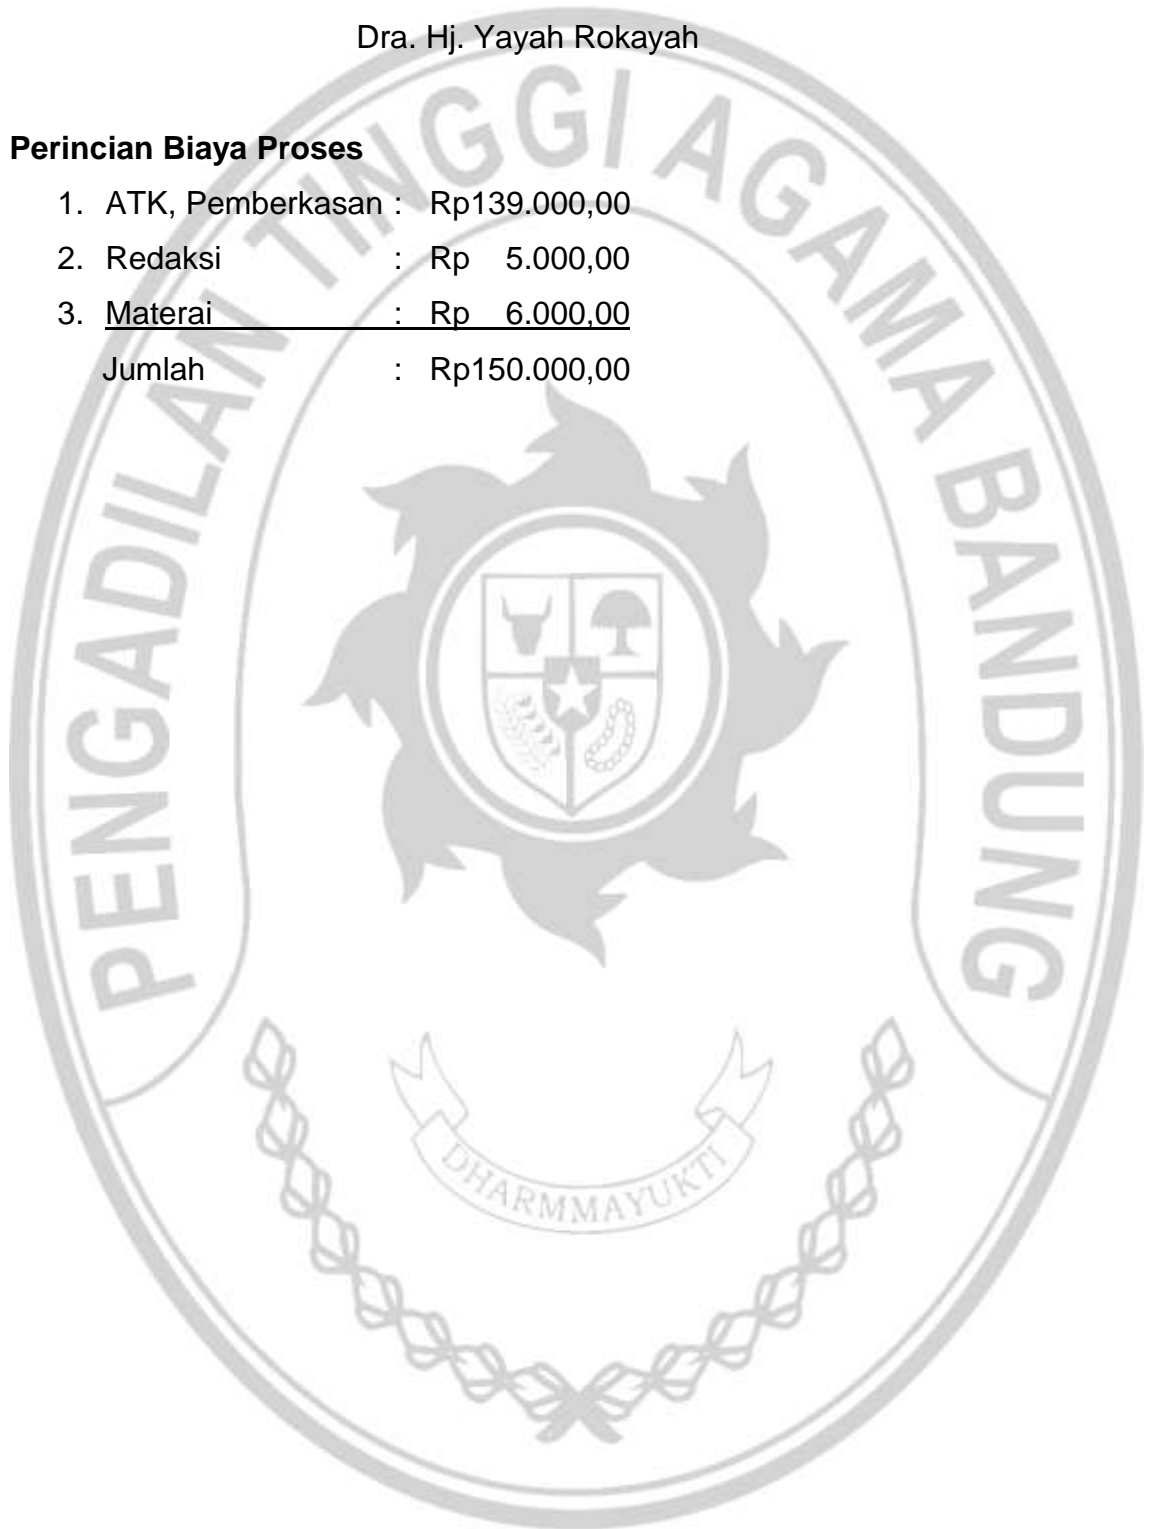 Dra. Hj. Yayah Rokayah
Perincian Biaya Proses
1. ATK, Pemberkasan : Rp139.000,00
2. Redaksi : Rp 5.000,00
3. Materai : Rp 6.000,00
Jumlah : Rp150.000,00
PENGADILAN TINGGI AGAMA BANDUNG
DHARMMAYUKTI